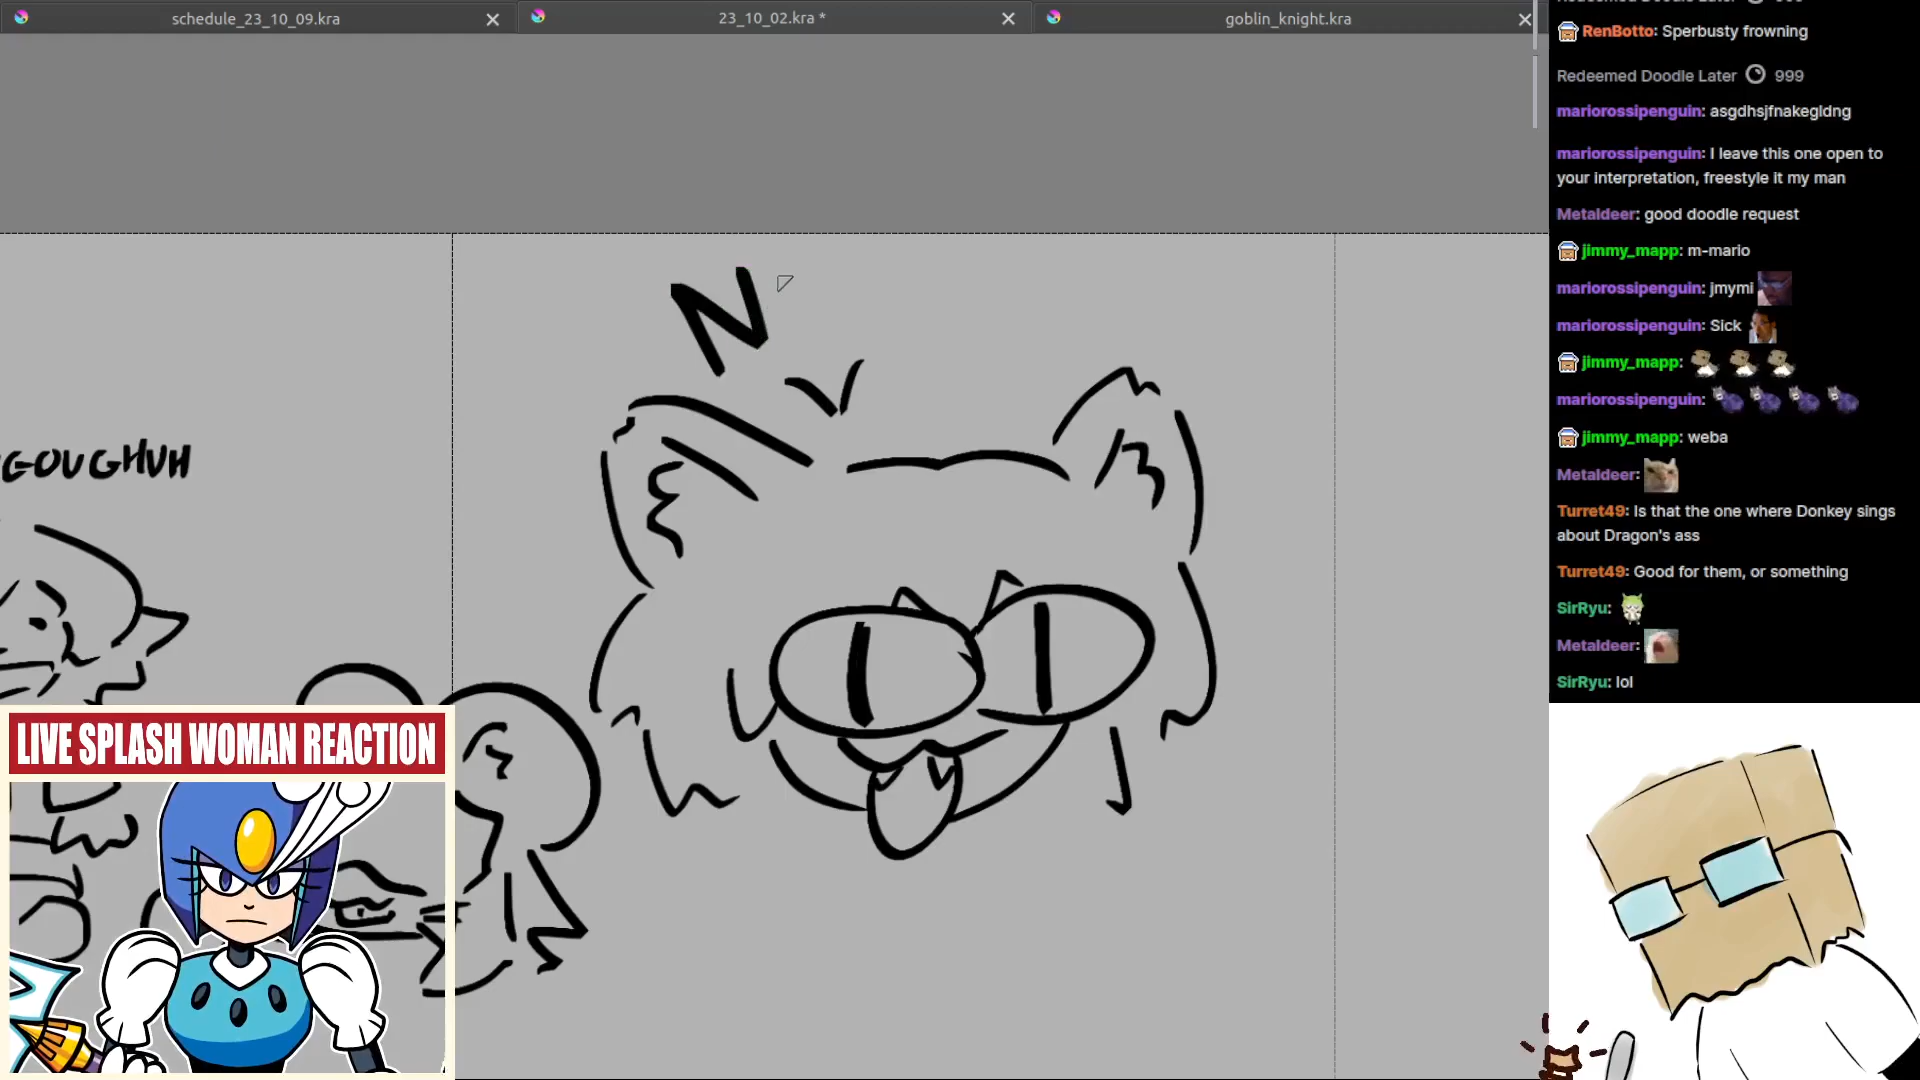 schedule_23_10_09.kra
23_10_02.kra *
goblin_knight.kra
RenBotto: Sperbusty frowning
Redeemed Doodle Later 999
mariorossipenguin: asgdhsjfnakegldng
mariorossipenguin: I leave this one open to
your interpretation, freestyle it my man
Metaldeer: good doodle request
jimmy_mapp: m-mario
mariorossipenguin: jmymi
mariorossipenguin: Sick
jimmy_mapp:
mariorossipenguin:
jimmy_mapp: weba
Metaldeer:
Turret49: Is that the one where Donkey sings
about Dragon's ass
Turret49: Good for them, or something
SirRyu:
Metaldeer:
SirRyu: lol
N
GOUGHUH
LIVE SPLASH WOMAN REACTION